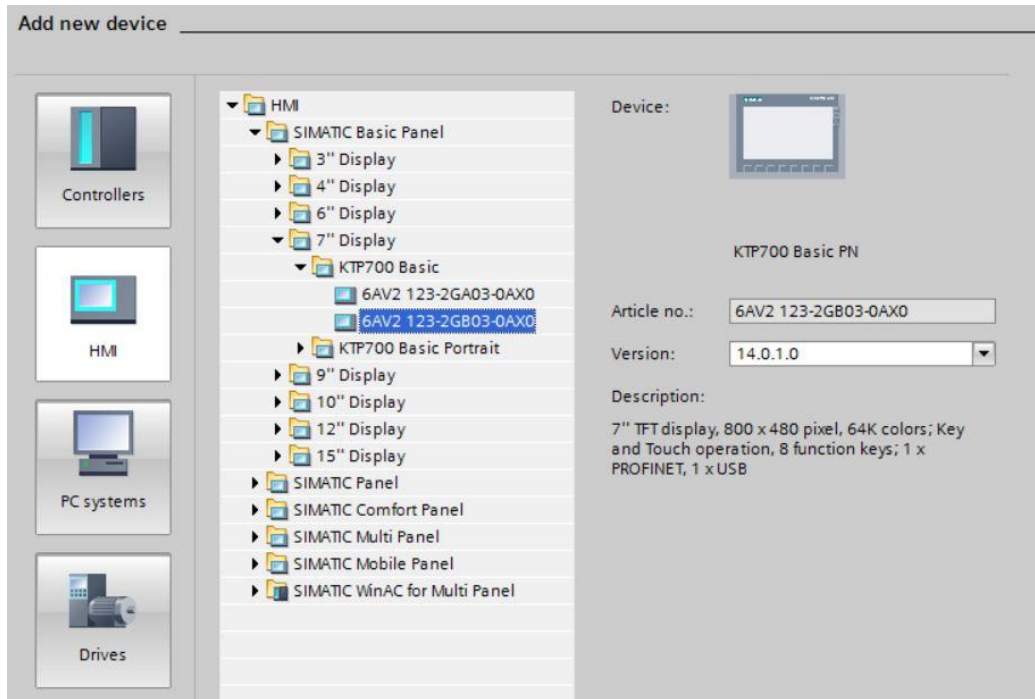 Add new device
Controllers
HMI
PC systems
Drives
HMI
SIMATIC Basic Panel
3'' Display
4'' Display
6'' Display
7'' Display
KTP700 Basic
6AV2 123-2GA03-0AX0
6AV2 123-2GB03-0AX0
KTP700 Basic Portrait
9'' Display
10'' Display
12'' Display
15'' Display
SIMATIC Panel
SIMATIC Comfort Panel
SIMATIC Multi Panel
SIMATIC Mobile Panel
SIMATIC WinAC for Multi Panel
Device:
KTP700 Basic PN
Article no.: 6AV2 123-2GB03-0AX0
Version: 14.0.1.0
Description:
7'' TFT display, 800 x 480 pixel, 64K colors; Key
and Touch operation, 8 function keys; 1 x
PROFINET, 1 x USB